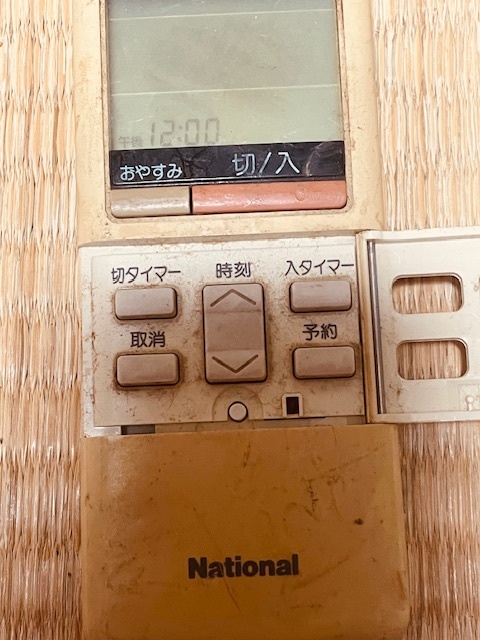 午後 12:00
おやすみ 切/入
切タイマー 時刻 入タイマー
取消 予約
National